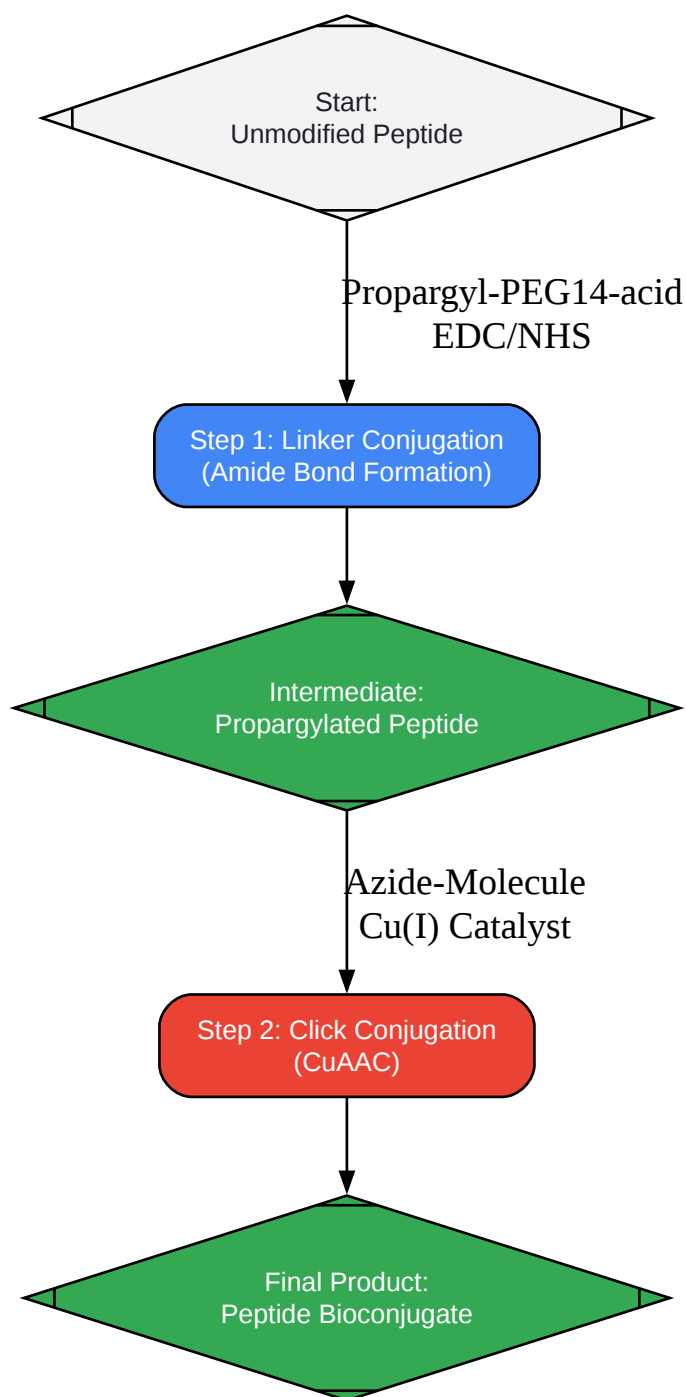 Start:
Unmodified Peptide
Propargyl-PEG14-acid
EDC/NHS
Step 1: Linker Conjugation
(Amide Bond Formation)
Intermediate:
Propargylated Peptide
Azide-Molecule
Cu(I) Catalyst
Step 2: Click Conjugation
(CuAAC)
Final Product:
Peptide Bioconjugate